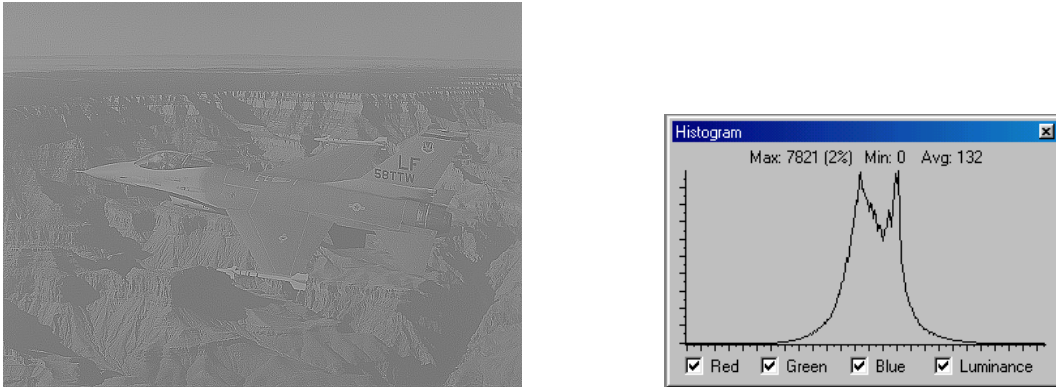 LF
58TTW
Histogram
Max: 7821 (2%) Min: 0 Avg: 132
Red Green Blue Luminance